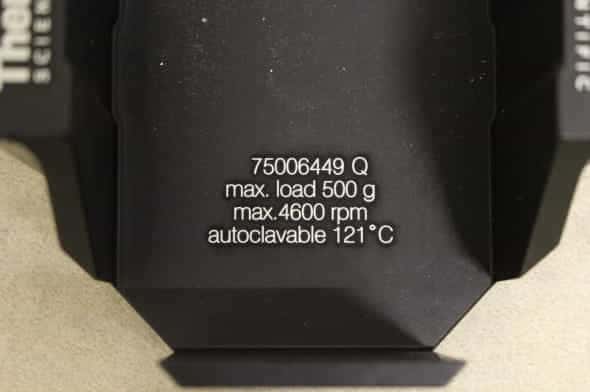 75006449 Q
max. load 500 g
max.4600 rpm
autoclavable 121°C